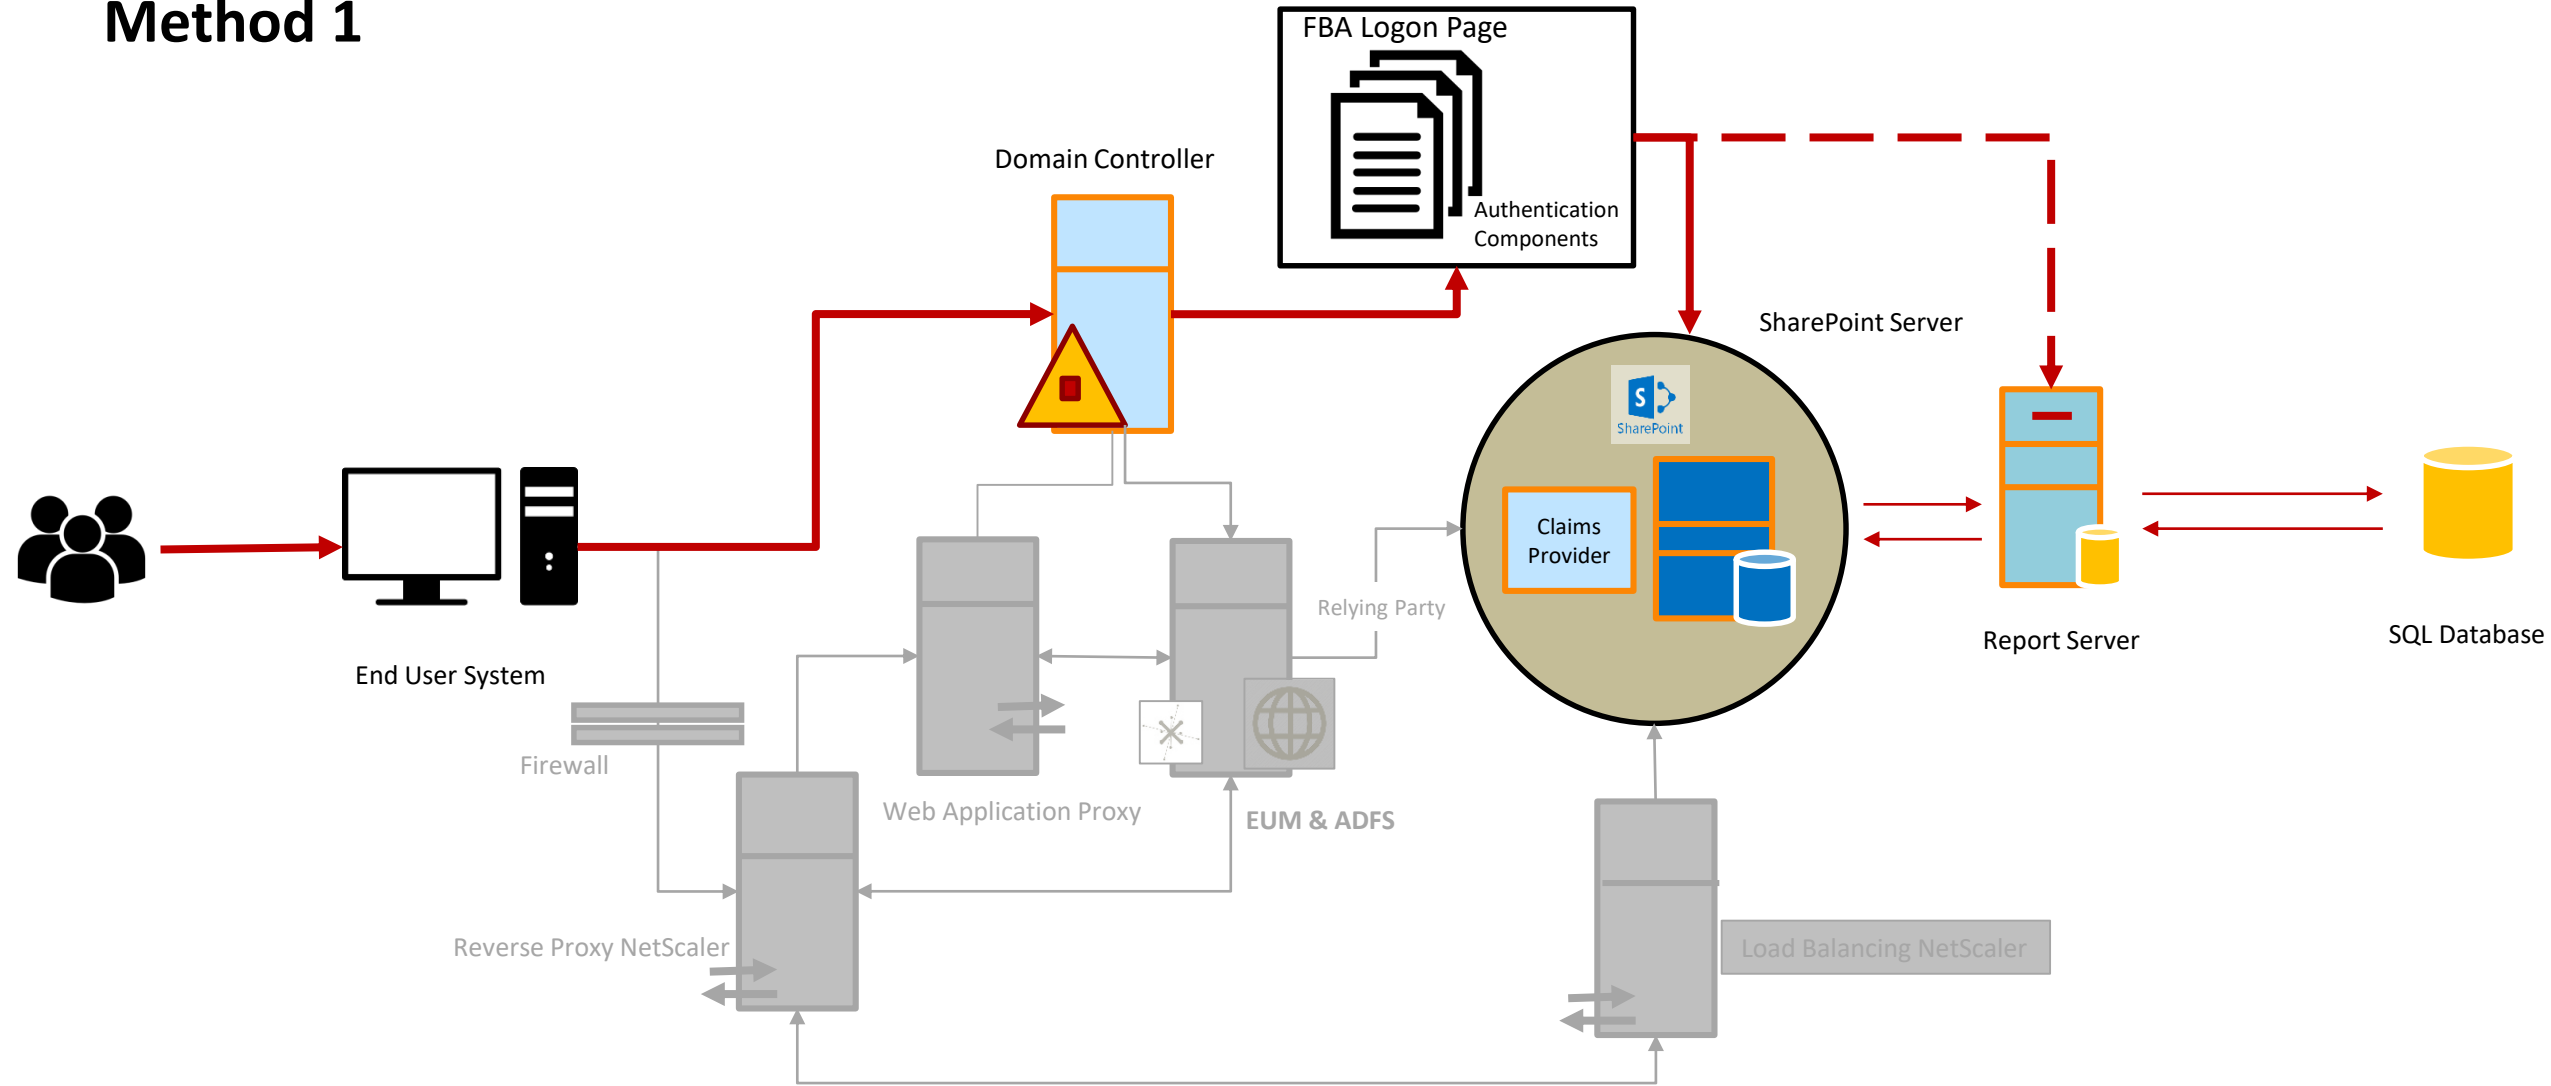 Method 1
FBA Logon Page
Authentication
Components
Domain Controller
SharePoint Server
S
SharePoint
Claims
Provider
Relying Party
Report Server
SQL Database
End User System
Firewall
Web Application Proxy
EUM & ADFS
Reverse Proxy NetScaler
Load Balancing NetScaler